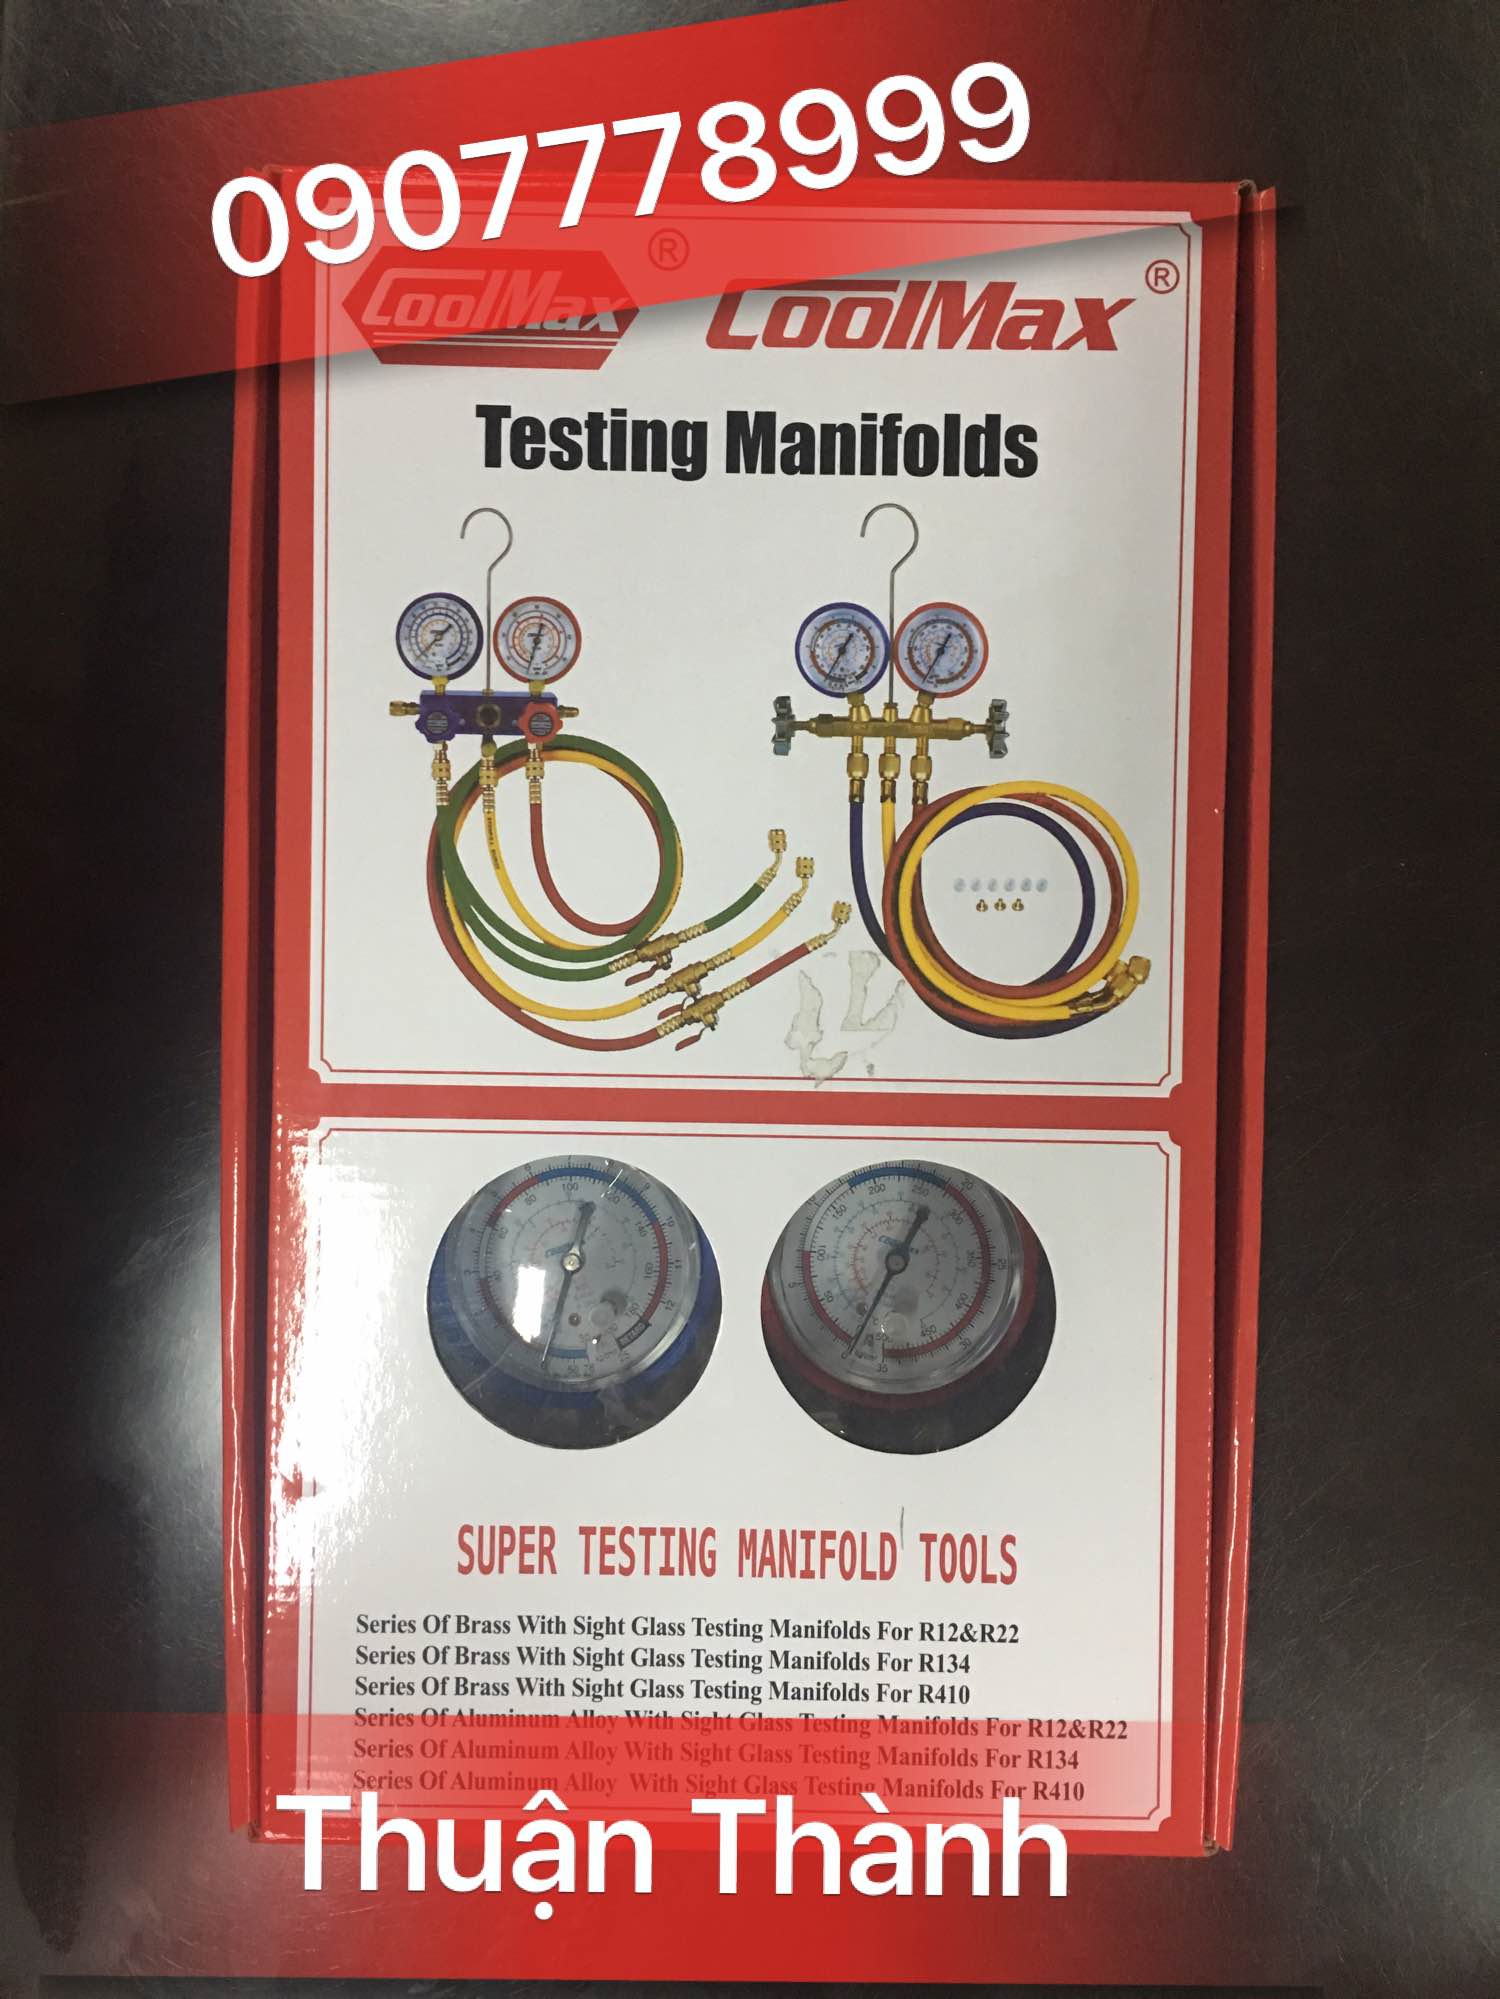 0907778999
CoolMax ®
CoolMax ®
Testing Manifolds
SUPER TESTING MANIFOLD TOOLS
Series Of Brass With Sight Glass Testing Manifolds For R12&R22
Series Of Brass With Sight Glass Testing Manifolds For R134
Series Of Brass With Sight Glass Testing Manifolds For R410
Series Of Aluminum Alloy With Sight Glass Testing Manifolds For R12&R22
Series Of Aluminum Alloy With Sight Glass Testing Manifolds For R134
Series Of Aluminum Alloy With Sight Glass Testing Manifolds For R410
Thuận Thành